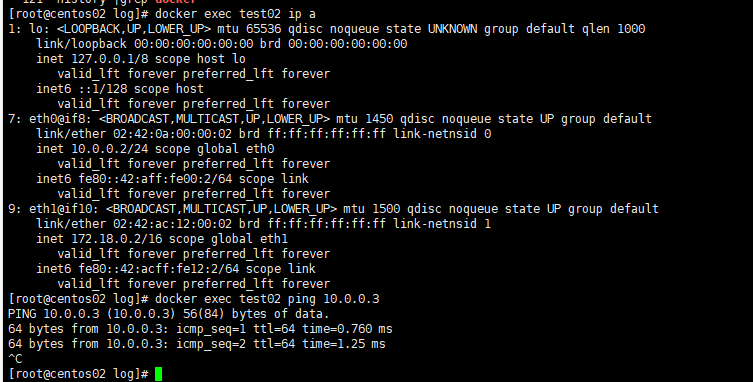 121  history |grep docker
[root@centos02 log]# docker exec test02 ip a
1: lo: <LOOPBACK,UP,LOWER_UP> mtu 65536 qdisc noqueue state UNKNOWN group default qlen 1000
    link/loopback 00:00:00:00:00:00 brd 00:00:00:00:00:00
    inet 127.0.0.1/8 scope host lo
       valid_lft forever preferred_lft forever
    inet6 ::1/128 scope host
       valid_lft forever preferred_lft forever
7: eth0@if8: <BROADCAST,MULTICAST,UP,LOWER_UP> mtu 1450 qdisc noqueue state UP group default
    link/ether 02:42:0a:00:00:02 brd ff:ff:ff:ff:ff:ff link-netnsid 0
    inet 10.0.0.2/24 scope global eth0
       valid_lft forever preferred_lft forever
    inet6 fe80::42:aff:fe00:2/64 scope link
       valid_lft forever preferred_lft forever
9: eth1@if10: <BROADCAST,MULTICAST,UP,LOWER_UP> mtu 1500 qdisc noqueue state UP group default
    link/ether 02:42:ac:12:00:02 brd ff:ff:ff:ff:ff:ff link-netnsid 1
    inet 172.18.0.2/16 scope global eth1
       valid_lft forever preferred_lft forever
    inet6 fe80::42:acff:fe12:2/64 scope link
       valid_lft forever preferred_lft forever
[root@centos02 log]# docker exec test02 ping 10.0.0.3
PING 10.0.0.3 (10.0.0.3) 56(84) bytes of data.
64 bytes from 10.0.0.3: icmp_seq=1 ttl=64 time=0.760 ms
64 bytes from 10.0.0.3: icmp_seq=2 ttl=64 time=1.25 ms
^C
[root@centos02 log]#